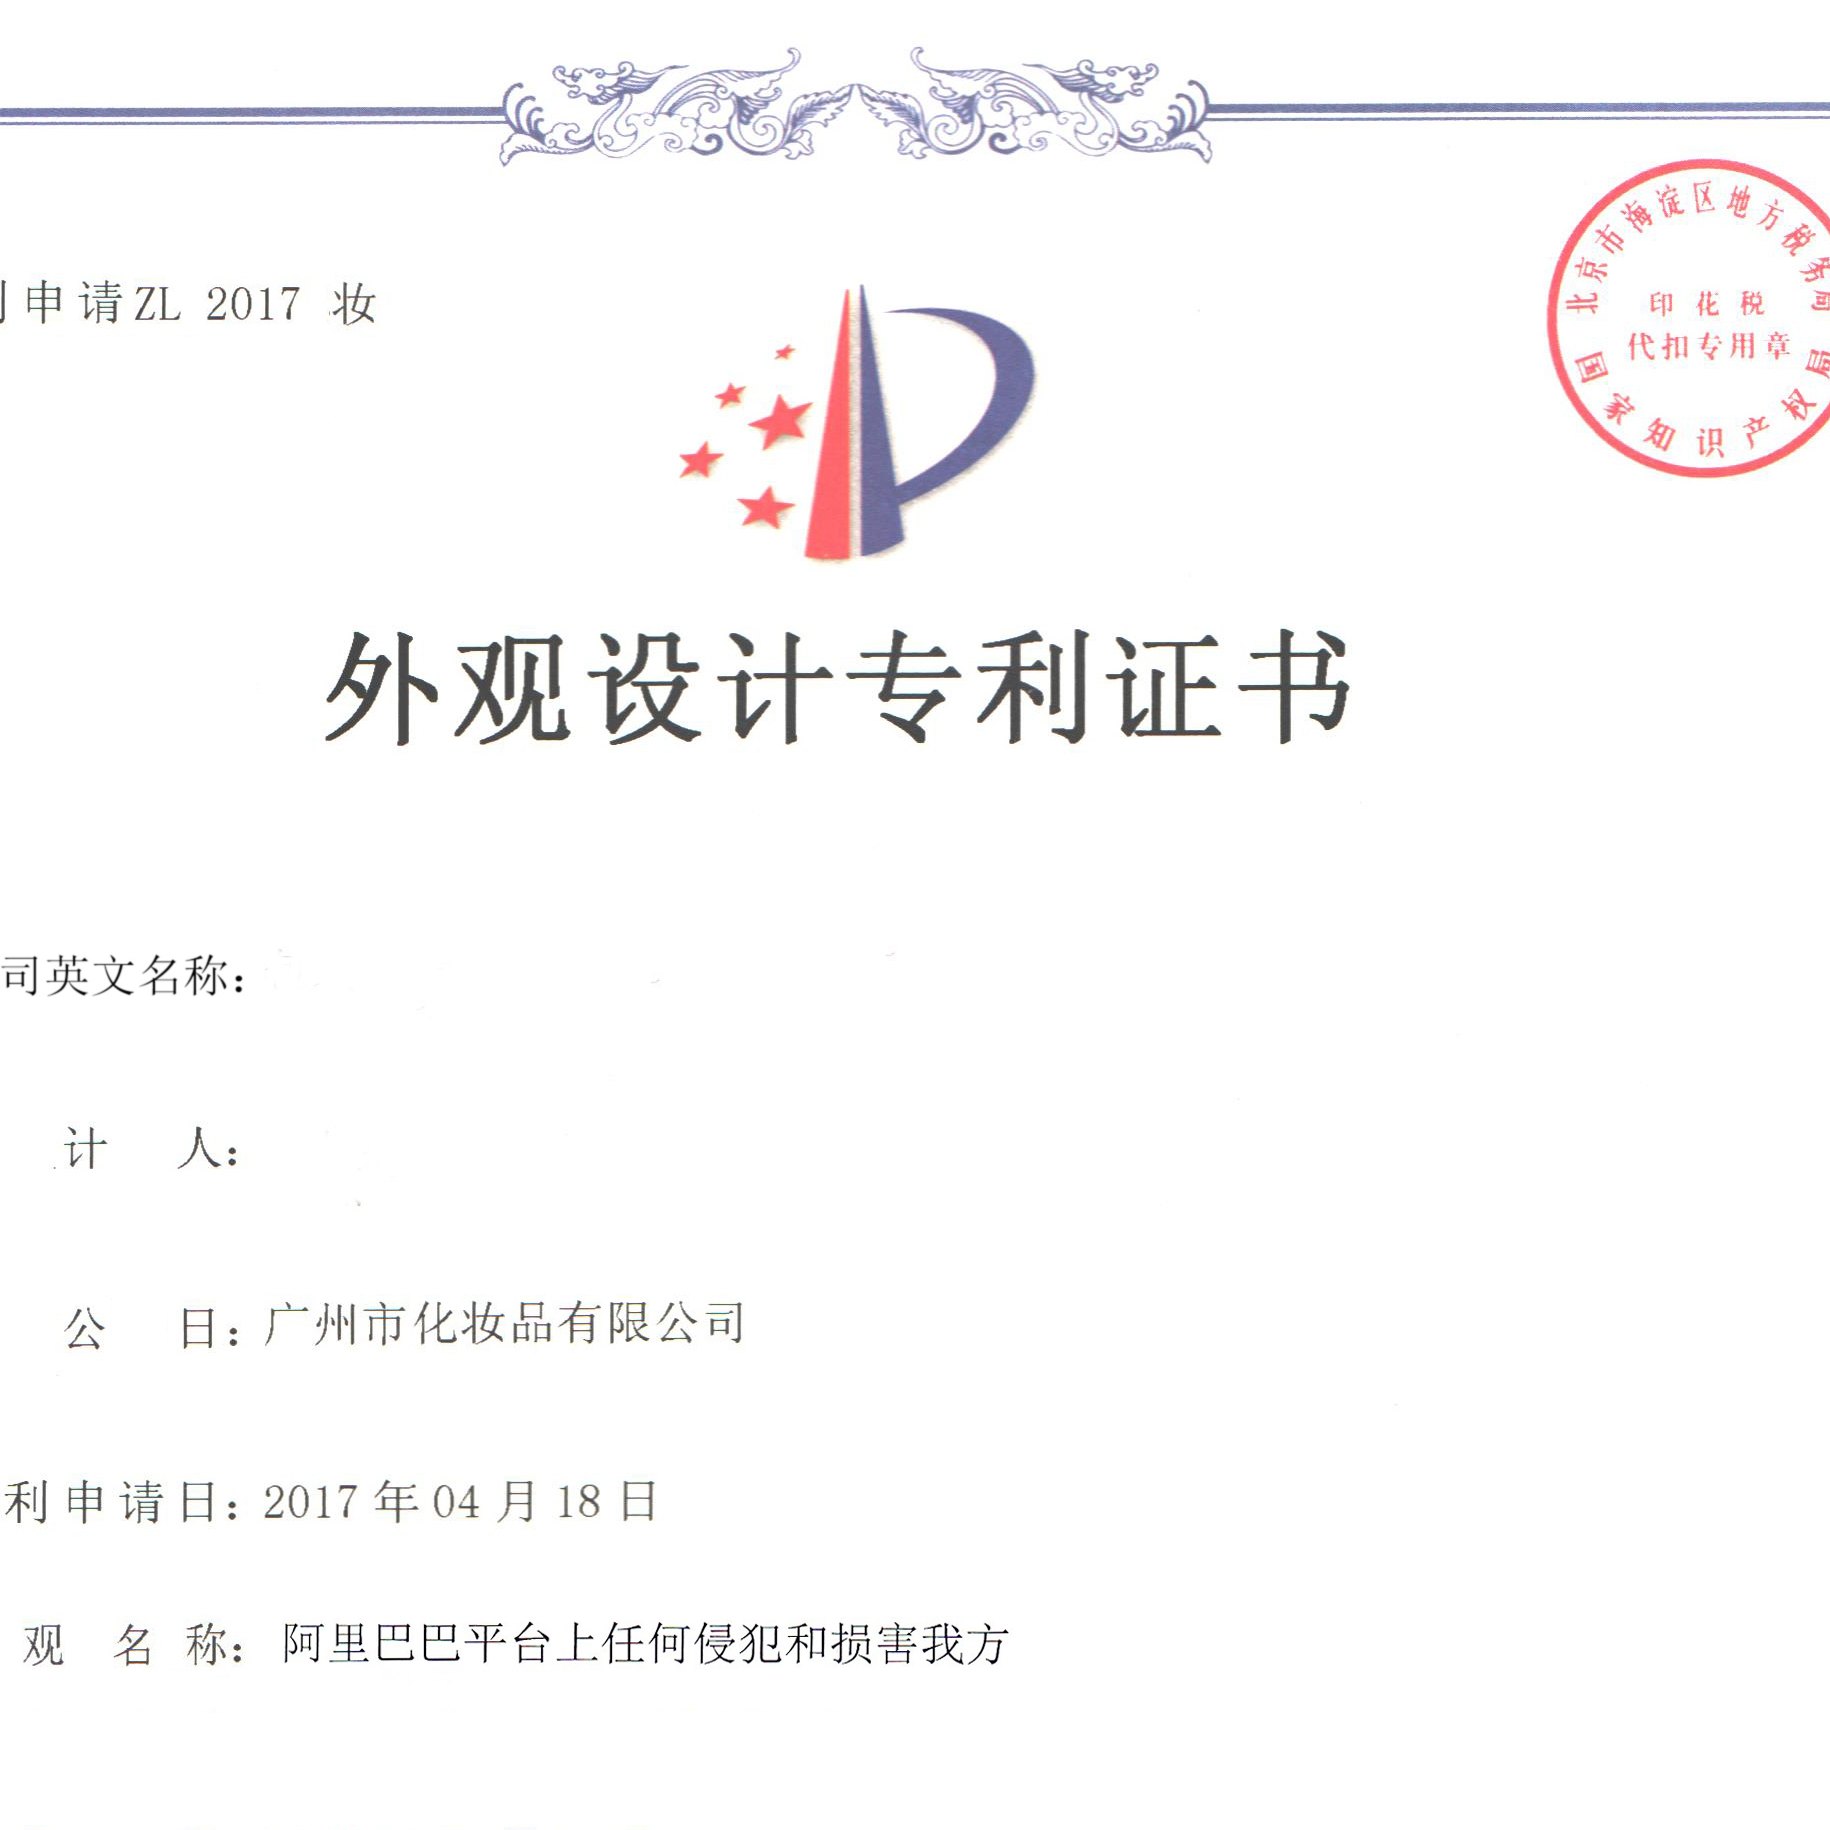 北京市海淀区地方税务局
印花税
代扣专用章
国家知识产权局
申请ZL 2017 妆
外观设计专利证书
司英文名称：
计 人：
公 日：广州市化妆品有限公司
利申请日：2017年04月18日
观 名 称：阿里巴巴平台上任何侵犯和损害我方